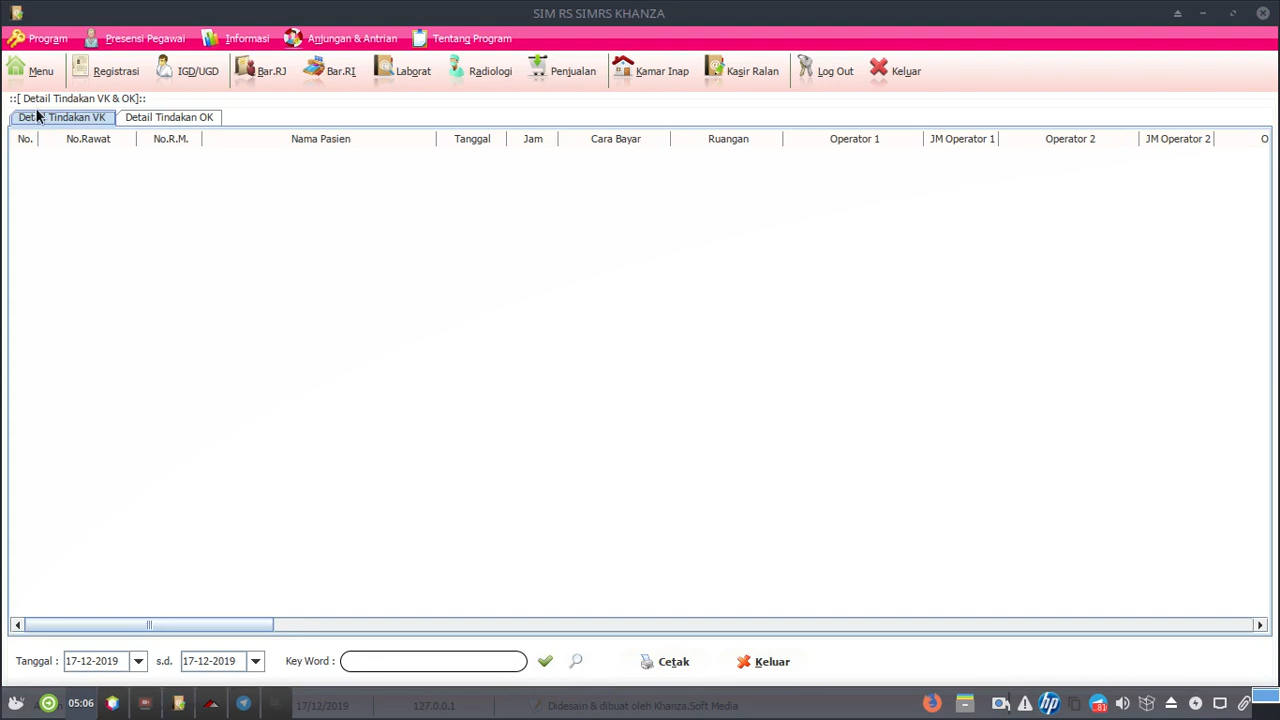 SIM RS SIMRS KHANZA
Program Presensi Pegawai Informasi Anjungan & Antrian Tentang Program
Menu Registrasi IGD/UGD Bar.RJ Bar.RI Laborat Radiologi Penjualan Kamar Inap Kasir Ralan Log Out Keluar
::[ Detail Tindakan VK & OK]::
Detail Tindakan VK Detail Tindakan OK
No. No.Rawat No.R.M. Nama Pasien Tanggal Jam Cara Bayar Ruangan Operator 1 JM Operator 1 Operator 2 JM Operator 2 O
Tanggal : 17-12-2019 s.d. 17-12-2019 Key Word : Cetak Keluar
05:06 17/12/2019 127.0.0.1 Didesain & dibuat oleh Khanza.Soft Media 81